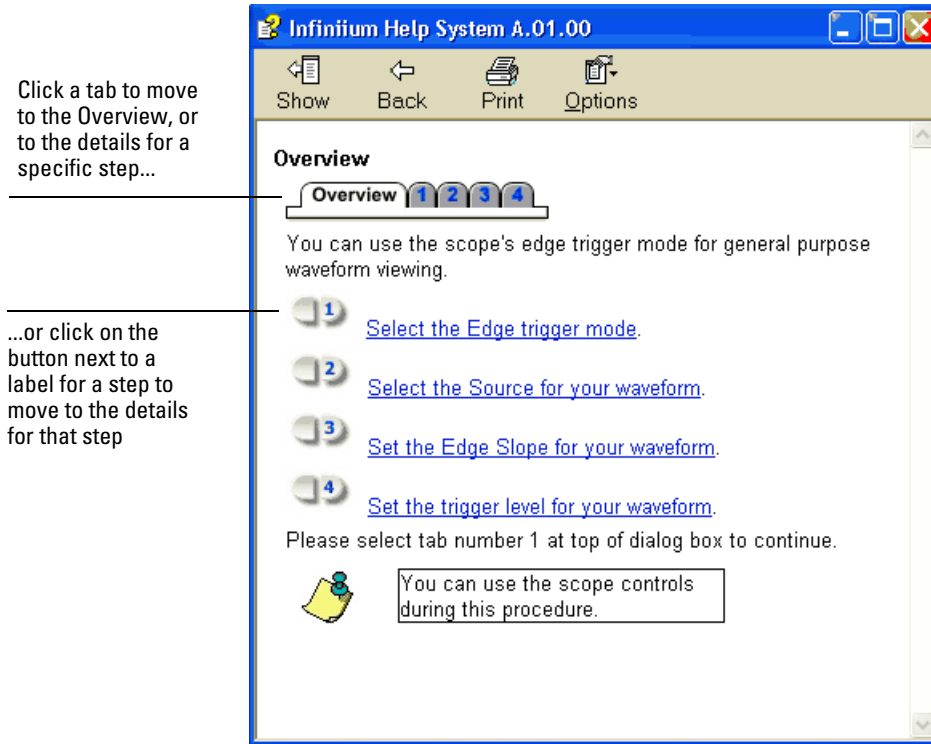 Infiniium Help System A.01.00
Show Back Print Options
Click a tab to move
to the Overview, or
to the details for a
specific step...
Overview
Overview 1 2 3 4
You can use the scope's edge trigger mode for general purpose
waveform viewing.
...or click on the
button next to a
label for a step to
move to the details
for that step
1 Select the Edge trigger mode.
2 Select the Source for your waveform.
3 Set the Edge Slope for your waveform.
4 Set the trigger level for your waveform.
Please select tab number 1 at top of dialog box to continue.
You can use the scope controls
during this procedure.